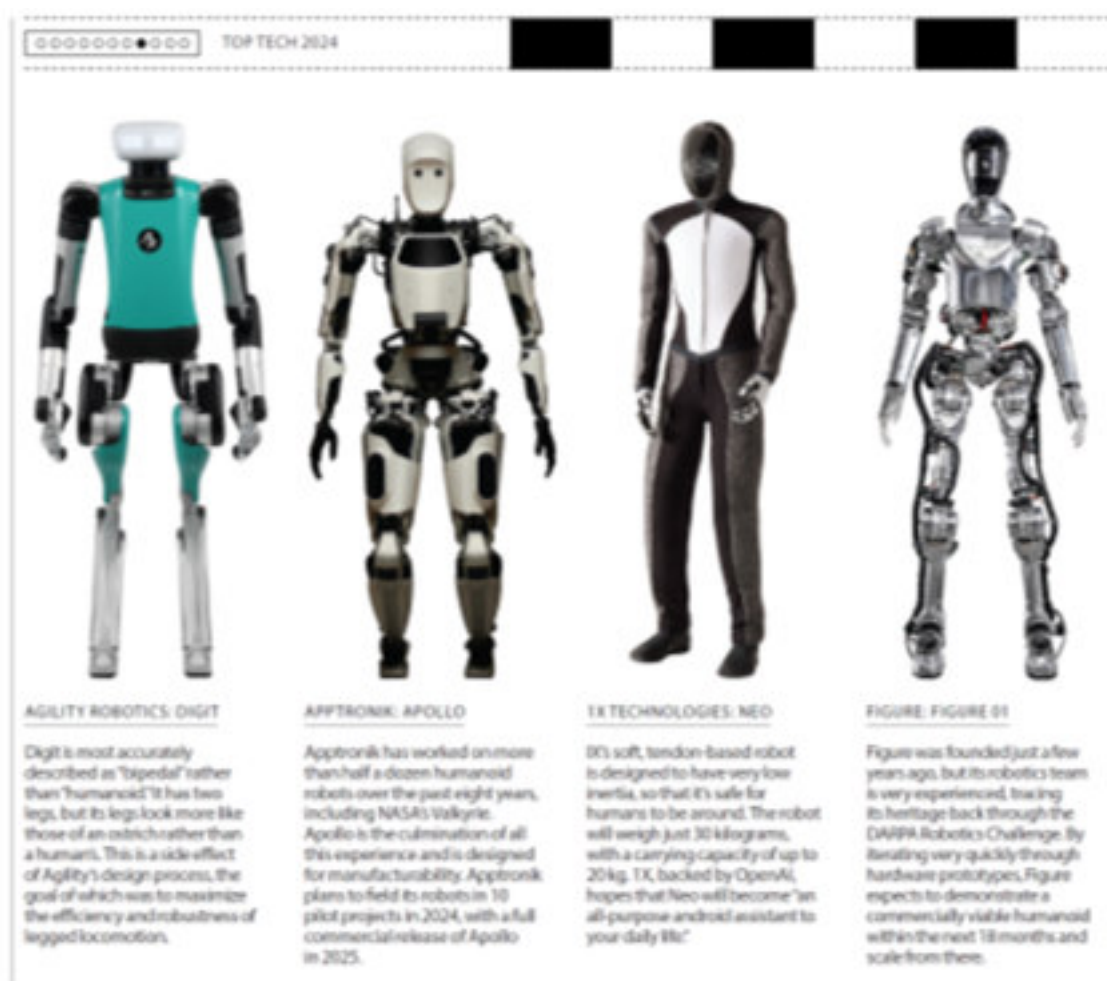 TOP TECH 2024
AGILITY ROBOTICS: DIGIT
Digit is most accurately
described as "bipedal" rather
than "humanoid." It has two
legs, but its legs look more like
those of an ostrich rather than
a human's. This is a side effect
of Agility's design process, the
goal of which was to maximize
the efficiency and robustness of
legged locomotion.
APPTRONIK: APOLLO
Apptronik has worked on more
than half a dozen humanoid
robots over the past eight years,
including NASA's Valkyrie.
Apollo is the culmination of all
this experience and is designed
for manufacturability. Apptronik
plans to field its robots in 10
pilot projects in 2024, with a full
commercial release of Apollo
in 2025.
1X TECHNOLOGIES: NEO
1X's soft, tendon-based robot
is designed to have very low
inertia, so that it's safe for
humans to be around. The robot
will weigh just 30 kilograms,
with a carrying capacity of up to
20 kg. 1X, backed by OpenAI,
hopes that Neo will become "an
all-purpose android assistant to
your daily life."
FIGURE: FIGURE 01
Figure was founded just a few
years ago, but its robotics team
is very experienced, tracing
its heritage back through the
DARPA Robotics Challenge. By
iterating very quickly through
hardware prototypes, Figure
expects to demonstrate a
commercially viable humanoid
within the next 18 months and
scale from there.